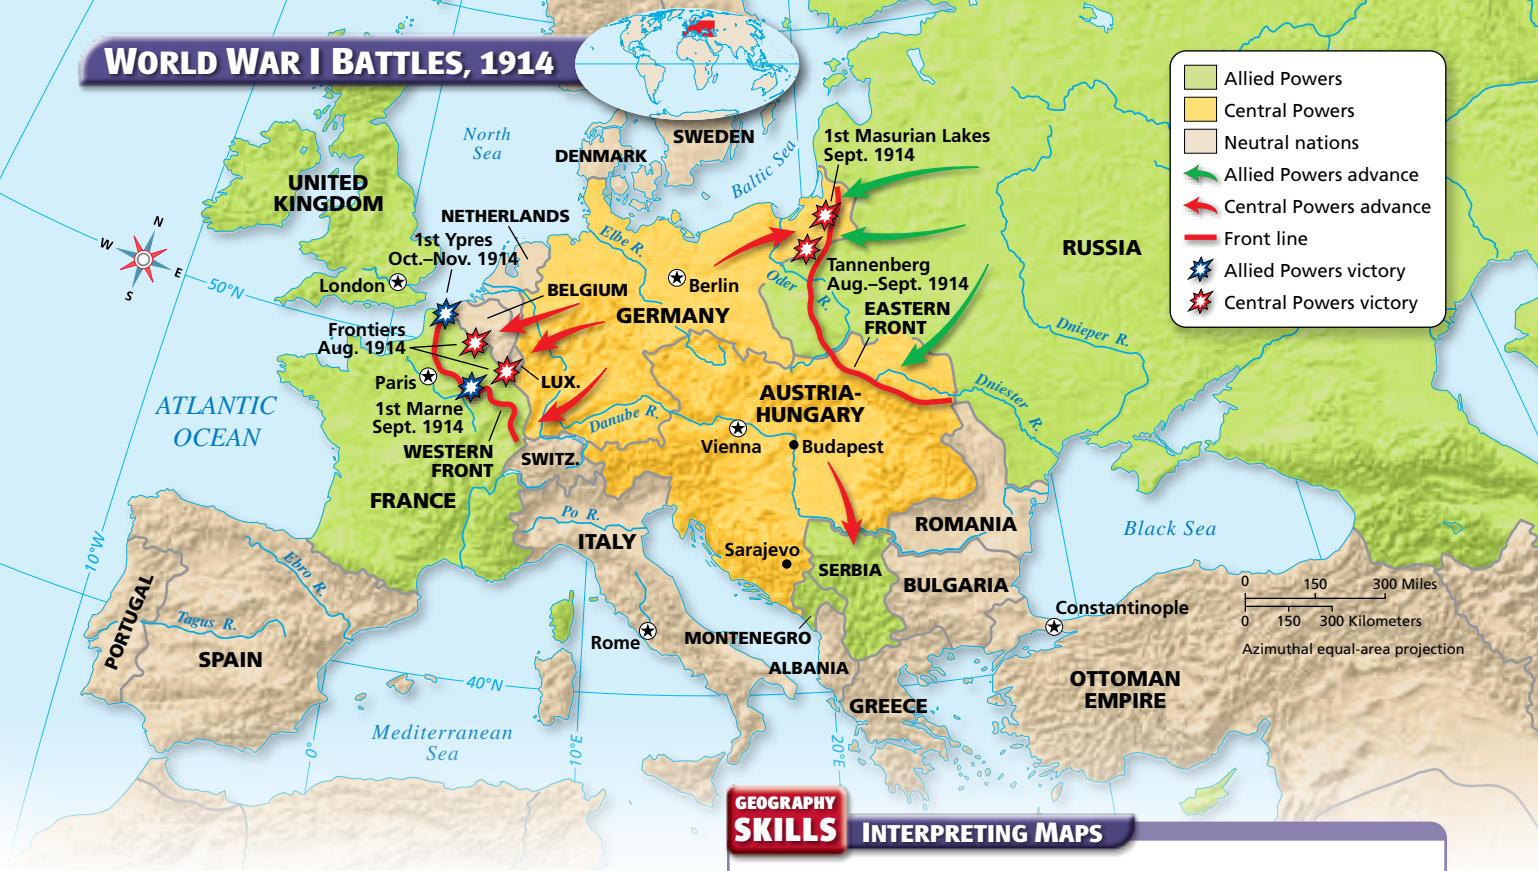 WORLD WAR I BATTLES, 1914
Allied Powers
Central Powers
Neutral nations
Allied Powers advance
Central Powers advance
Front line
Allied Powers victory
Central Powers victory
North
Sea
SWEDEN
DENMARK
Baltic Sea
1st Masurian Lakes
Sept. 1914
UNITED
KINGDOM
NETHERLANDS
1st Ypres
Oct.–Nov. 1914
Elbe R.
RUSSIA
N
W
E
S
50°N
London
BELGIUM
Berlin
Oder
R.
Tannenberg
Aug.–Sept. 1914
GERMANY
EASTERN
FRONT
Frontiers
Aug. 1914
Dnieper R.
Paris
LUX.
AUSTRIA-
HUNGARY
Dniester
R.
ATLANTIC
OCEAN
1st Marne
Sept. 1914
Danube R.
Vienna
Budapest
WESTERN
FRONT
SWITZ.
FRANCE
Po R.
ITALY
ROMANIA
Black Sea
10°W
Sarajevo
SERBIA
BULGARIA
Ebro R.
PORTUGAL
Tagus R.
SPAIN
Rome
MONTENEGRO
ALBANIA
Constantinople
0
150
300 Miles
0
150
300 Kilometers
Azimuthal equal-area projection
40°N
GREECE
OTTOMAN
EMPIRE
Mediterranean
Sea
0°
10°E
20°E
GEOGRAPHY
SKILLS
INTERPRETING MAPS